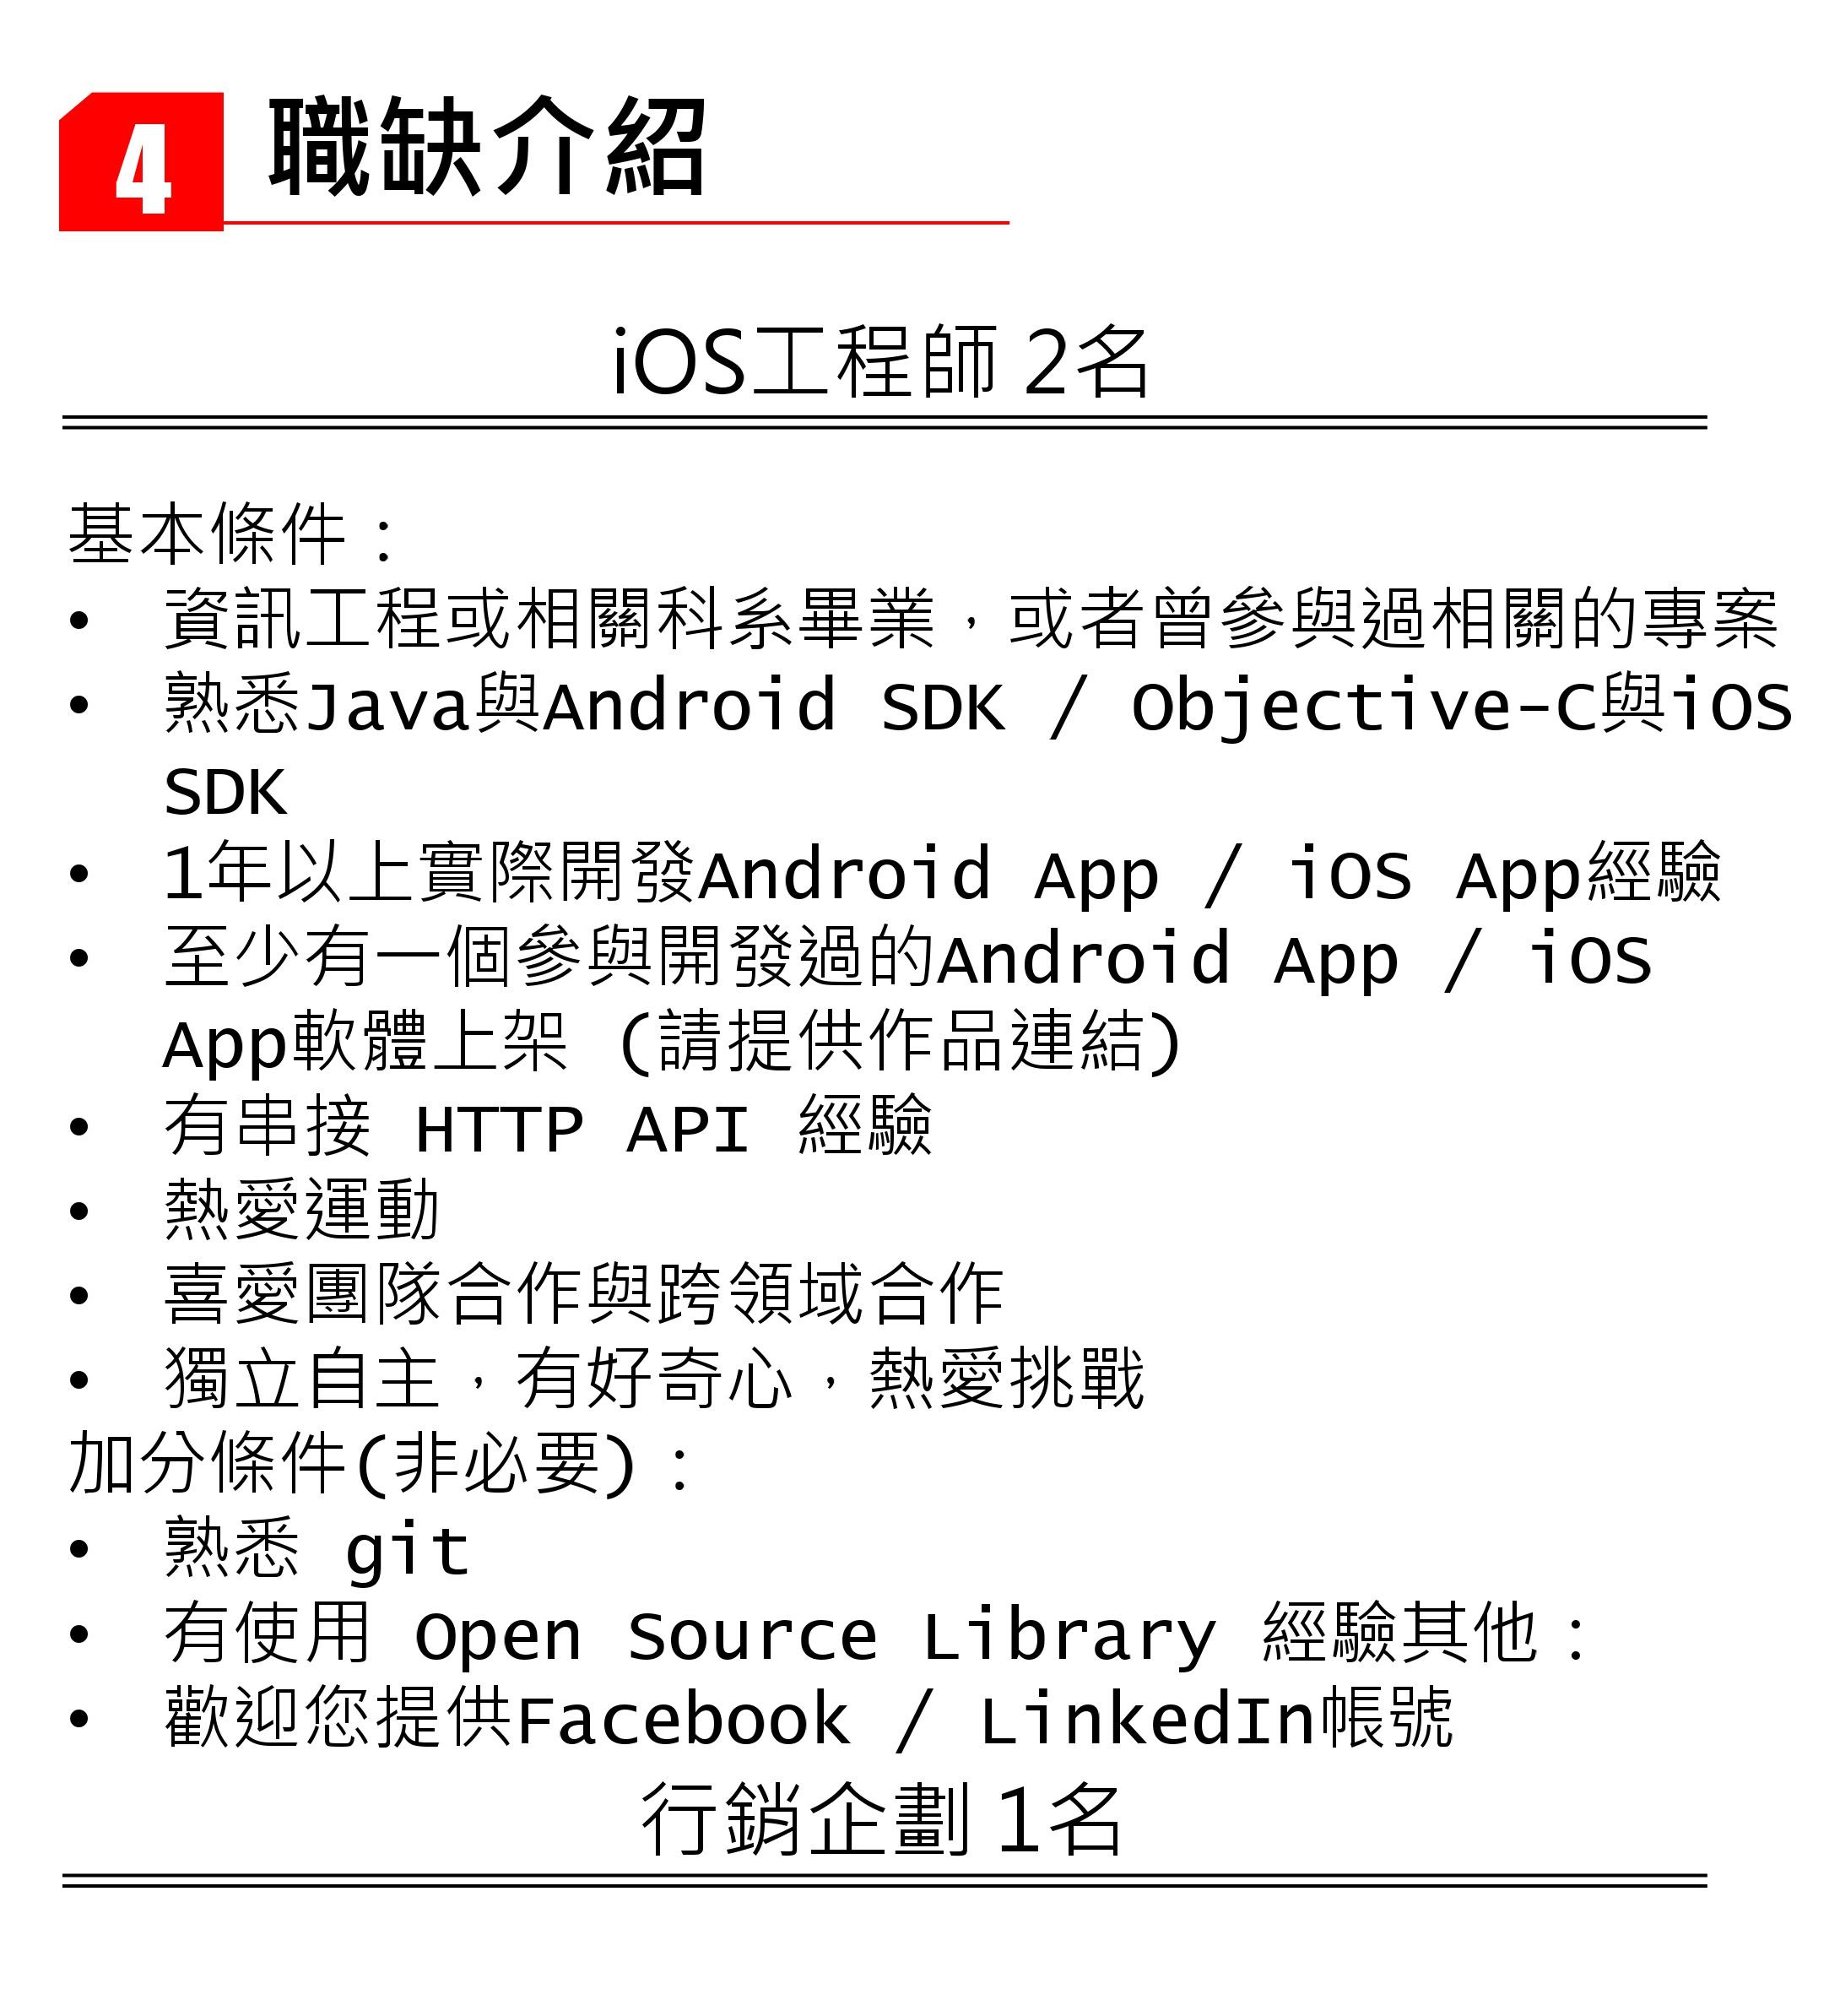 4 職缺介紹
iOS工程師 2名
基本條件：
• 資訊工程或相關科系畢業，或者曾參與過相關的專案
• 熟悉Java與Android SDK / Objective-C與iOS
SDK
• 1年以上實際開發Android App / iOS App經驗
• 至少有一個參與開發過的Android App / iOS
App軟體上架 (請提供作品連結)
• 有串接 HTTP API 經驗
• 熱愛運動
• 喜愛團隊合作與跨領域合作
• 獨立自主，有好奇心，熱愛挑戰
加分條件(非必要)：
• 熟悉 git
• 有使用 Open Source Library 經驗其他：
• 歡迎您提供Facebook / LinkedIn帳號
行銷企劃 1名